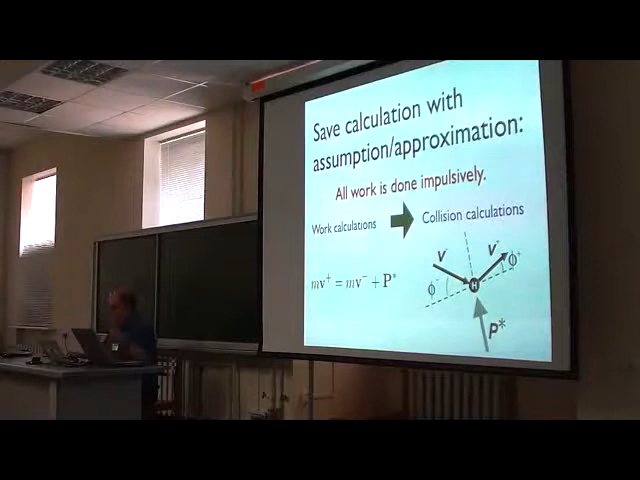 Save calculation with
assumption/approximation:
All work is done impulsively.
Work calculations
Collision calculations
mv⁺ = mv⁻ + P*
v⁻
v⁺
ϕ⁻
ϕ⁺
H
P*